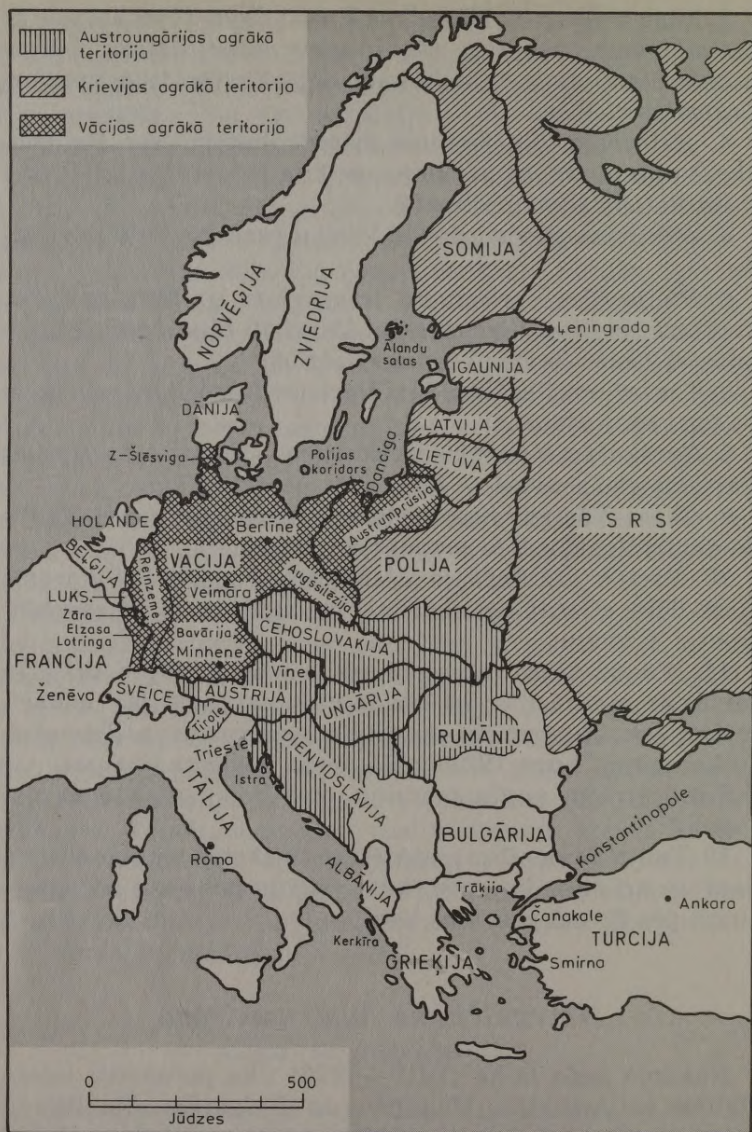 Austroungārijas agrākā
teritorija
Krievijas agrākā teritorija
Vācijas agrākā teritorija
SOMIJA
NORVĒĢIJA
ZVIEDRIJA
Ļeņingrada
Ālandu
salas
IGAUNIJA
DĀNIJA
LATVIJA
Z-Šlēsviga
Polijas
koridors
Danciga
LIETUVA
Austrumprūsija
PSRS
HOLANDE
Berlīne
BEĻĢIJA
Reinzeme
VĀCIJA
POLIJA
LUKS.
Veimāra
Augšsilēzija
Zāra
Elzasa
Lotringa
Bavārija
Minhene
ČEHOSLOVAKIJA
FRANCIJA
Vīne
Ženēva
ŠVEICE
AUSTRIJA
UNGĀRIJA
Tirole
RUMĀNIJA
Trieste
Istra
DIENVIDSLĀVIJA
ITĀLIJA
BULGĀRIJA
Konstantinopole
Roma
ALBĀNIJA
Trāķija
Ankara
Čanakale
Kerkīra
GRIEĶIJA
Smirna
TURCIJA
0 500
Jūdzes